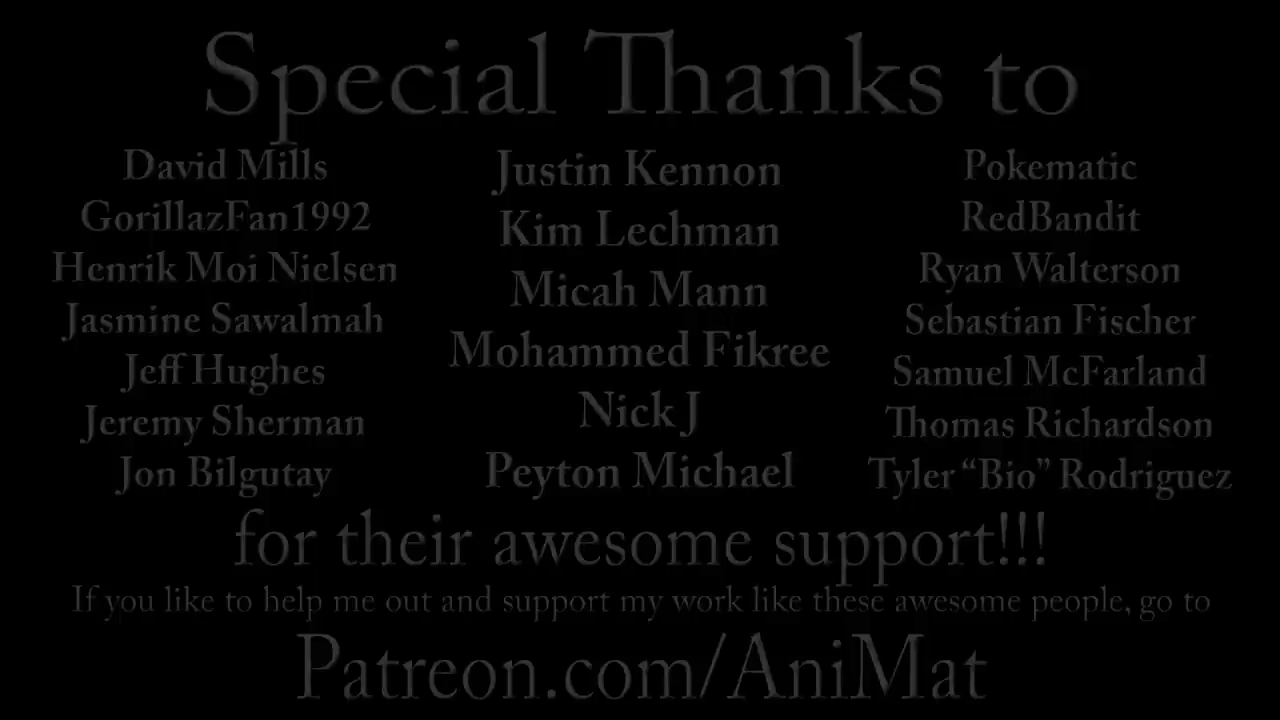 Special Thanks to
David Mills
GorillazFan1992
Henrik Moi Nielsen
Jasmine Sawalmah
Jeff Hughes
Jeremy Sherman
Jon Bilgutay
Justin Kennon
Kim Lechman
Micah Mann
Mohammed Fikree
Nick J
Peyton Michael
Pokematic
RedBandit
Ryan Walterson
Sebastian Fischer
Samuel McFarland
Thomas Richardson
Tyler “Bio” Rodriguez
for their awesome support!!!
If you like to help me out and support my work like these awesome people, go to
Patreon.com/AniMat